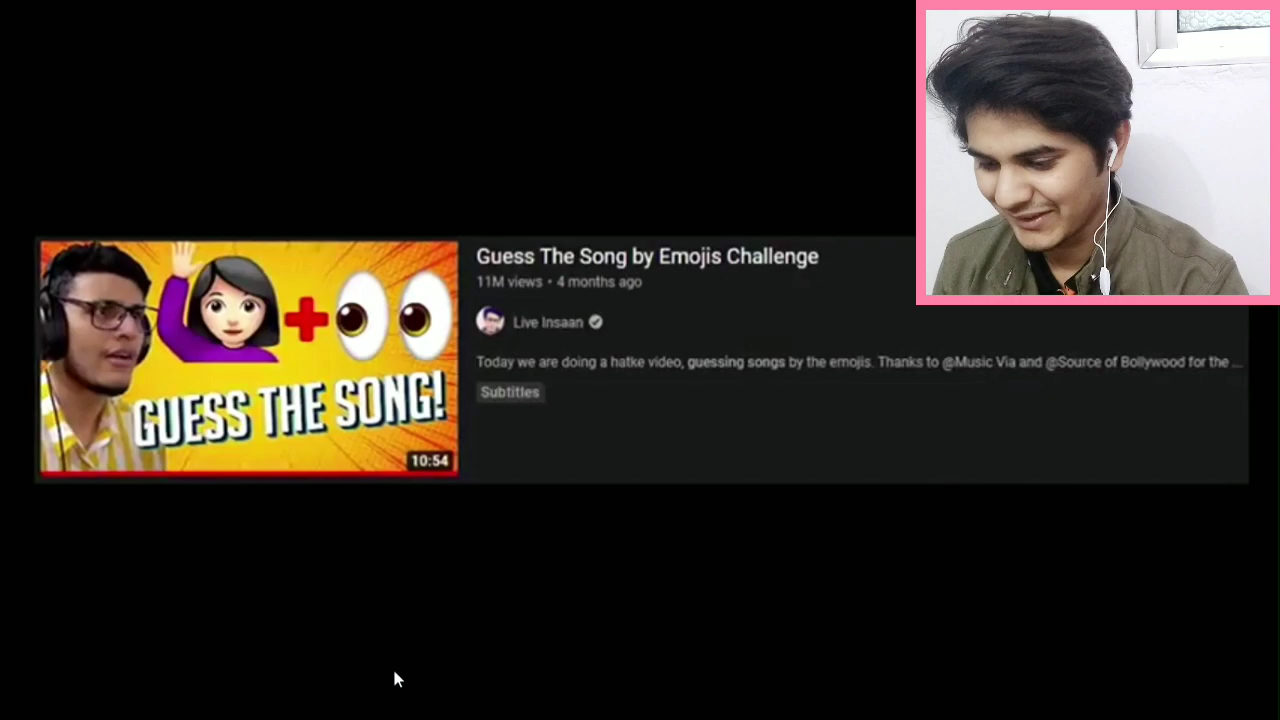 Guess The Song by Emojis Challenge
11M views • 4 months ago
Live Insaan
Today we are doing a hatke video, guessing songs by the emojis. Thanks to @Music Via and @Source of Bollywood for the ...
Subtitles
GUESS THE SONG!
10:54